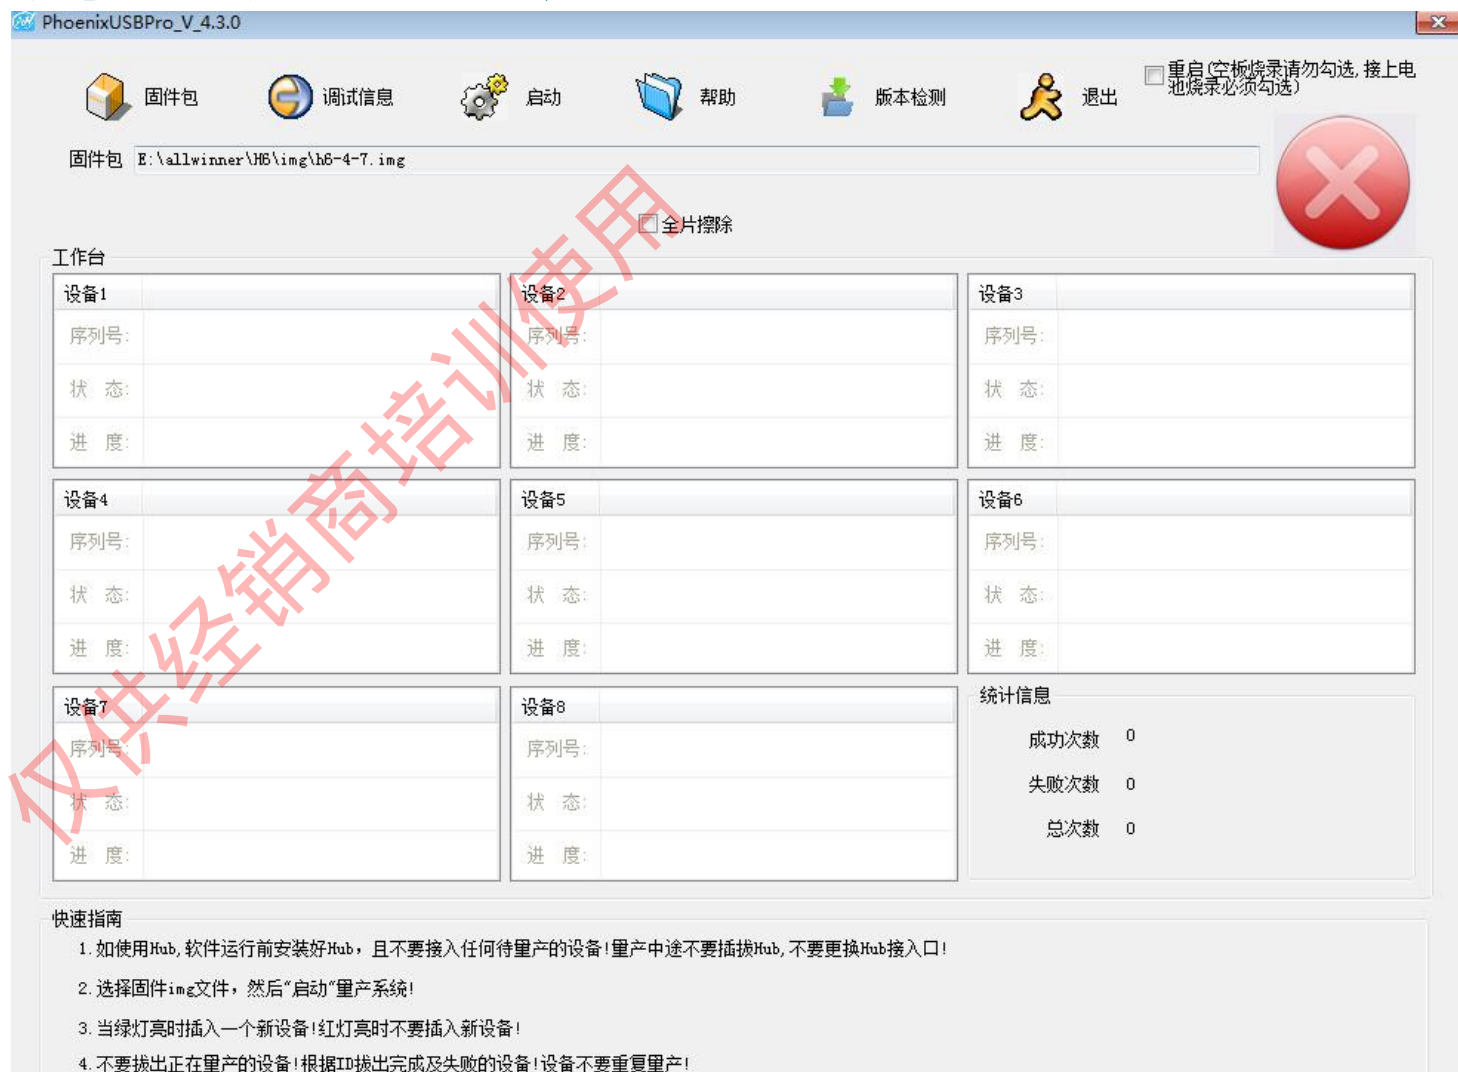 PhoenixUSBPro_V_4.3.0
固件包 调试信息 启动 帮助 版本检测 退出
重启(空板烧录请勿勾选,接上电
池烧录必须勾选)
固件包 E:\allwinner\H6\img\h6-4-7.img
全片擦除
工作台
设备1
序列号:
状 态:
进 度:
设备2
序列号:
状 态:
进 度:
设备3
序列号:
状 态:
进 度:
设备4
序列号:
状 态:
进 度:
设备5
序列号:
状 态:
进 度:
设备6
序列号:
状 态:
进 度:
设备7
序列号:
状 态:
进 度:
设备8
序列号:
状 态:
进 度:
统计信息
成功次数 0
失败次数 0
总次数 0
快速指南
1.如使用Hub,软件运行前安装好Hub，且不要接入任何待量产的设备!量产中途不要插拔Hub,不要更换Hub接入口!
2.选择固件img文件，然后“启动”量产系统!
3.当绿灯亮时插入一个新设备!红灯亮时不要插入新设备!
4.不要拔出正在量产的设备!根据ID拔出完成及失败的设备!设备不要重复量产!
仅供经销商培训使用